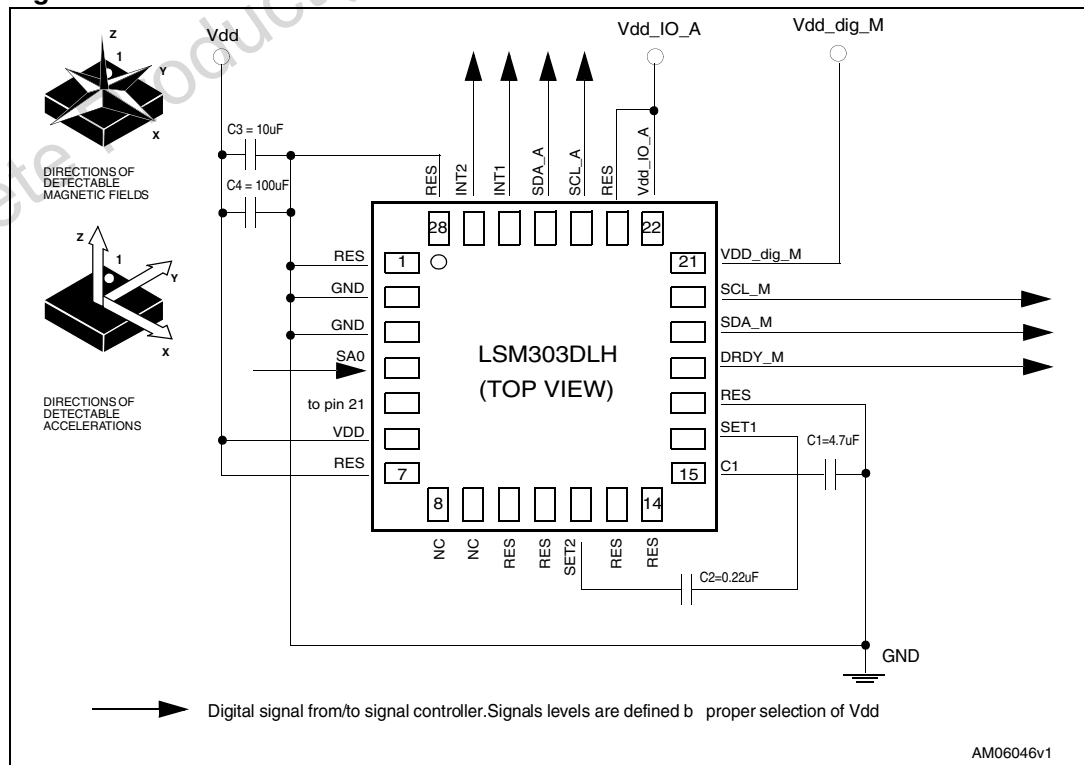 Vdd
Vdd_IO_A
Vdd_dig_M
Z
1
Y
X
DIRECTIONS OF
DETECTABLE
MAGNETIC FIELDS
C3 = 10uF
C4 = 100uF
RES
INT2
INT1
SDA_A
SCL_A
RES
Vdd_IO_A
28
22
Z
1
Y
X
DIRECTIONS OF
DETECTABLE
ACCELERATIONS
RES
1
GND
GND
SA0
to pin 21
VDD
RES
7
LSM303DLH
(TOP VIEW)
21
VDD_dig_M
SCL_M
SDA_M
DRDY_M
RES
SET1
C1=4.7uF
15
C1
8
14
NC
NC
RES
RES
SET2
RES
RES
C2=0.22uF
GND
Digital signal from/to signal controller.Signals levels are defined b proper selection of Vdd
AM06046v1